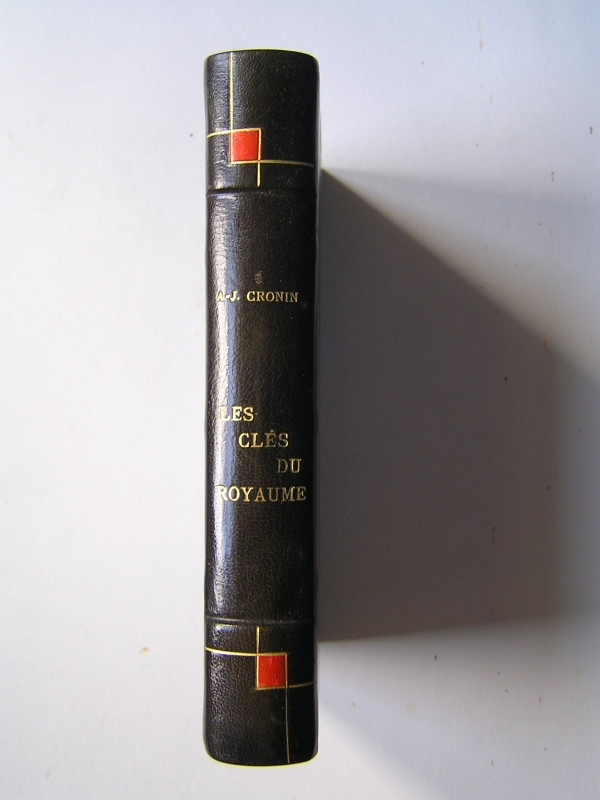 A.-J. CRONIN
LES
CLÉS
DU
ROYAUME